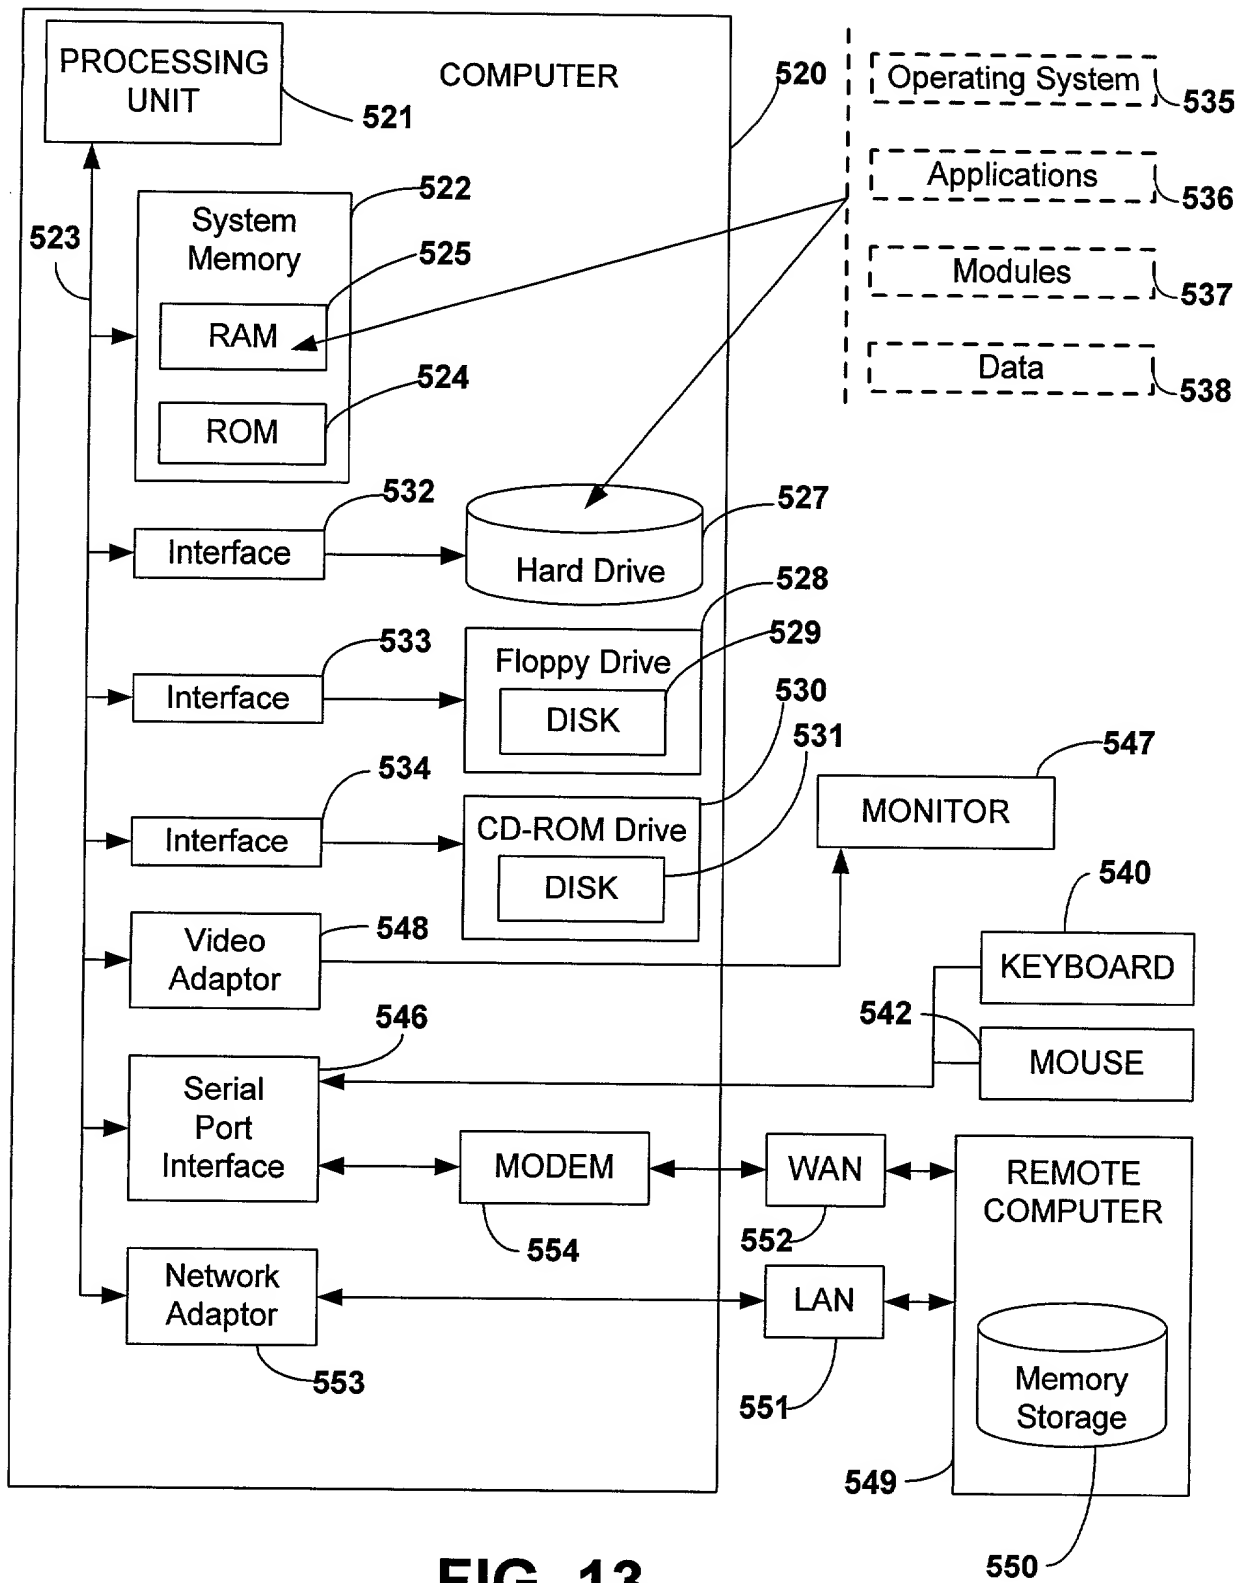 PROCESSING
UNIT
521
COMPUTER
520
Operating System
535
Applications
536
Modules
537
Data
538
523
System
Memory
522
525
RAM
524
ROM
532
Interface
527
Hard Drive
528
533
Interface
Floppy Drive
529
DISK
530
531
534
Interface
CD-ROM Drive
DISK
547
MONITOR
548
Video
Adaptor
540
KEYBOARD
542
MOUSE
546
Serial
Port
Interface
MODEM
554
WAN
552
REMOTE
COMPUTER
Network
Adaptor
553
LAN
551
Memory
Storage
549
550
FIG. 13